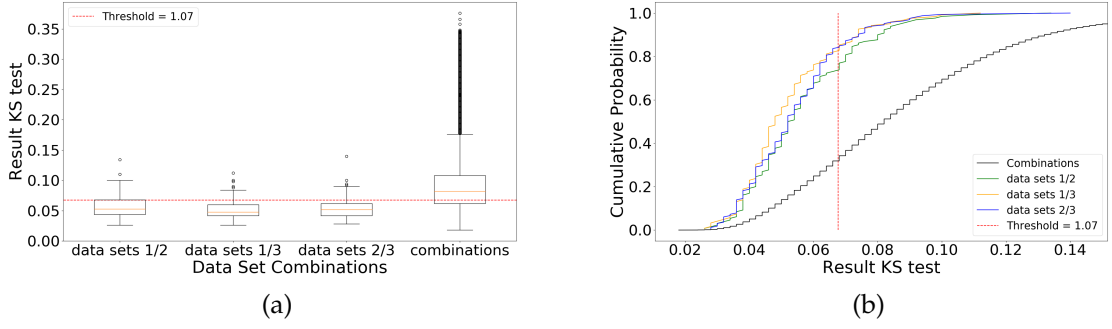 Threshold = 1.07
Result KS test
0.35
0.30
0.25
0.20
0.15
0.10
0.05
0.00
data sets 1/2 data sets 1/3 data sets 2/3 combinations
Data Set Combinations
(a)
Cumulative Probability
1.0
0.8
0.6
0.4
0.2
0.0
Combinations
data sets 1/2
data sets 1/3
data sets 2/3
Threshold = 1.07
0.02 0.04 0.06 0.08 0.10 0.12 0.14
Result KS test
(b)